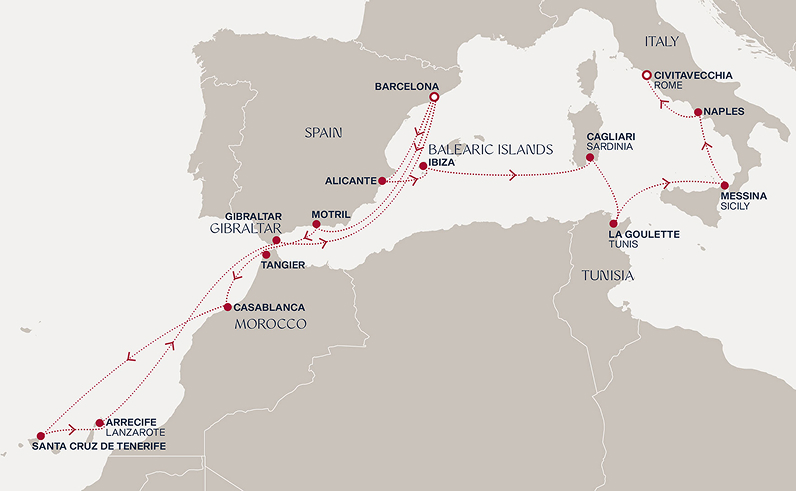 ITALY
CIVITAVECCHIA
ROME
BARCELONA
NAPLES
SPAIN
CAGLIARI
SARDINIA
BALEARIC ISLANDS
IBIZA
ALICANTE
MESSINA
SICILY
GIBRALTAR
MOTRIL
GIBRALTAR
LA GOULETTE
TUNIS
TANGIER
TUNISIA
CASABLANCA
MOROCCO
ARRECIFE
LANZAROTE
SANTA CRUZ DE TENERIFE